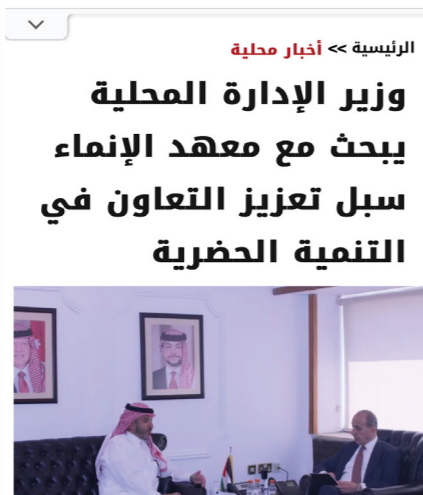 الرئيسية >> أخبار محلية
وزير الإدارة المحلية
يبحث مع معهد الإنماء
سبل تعزيز التعاون في
التنمية الحضرية